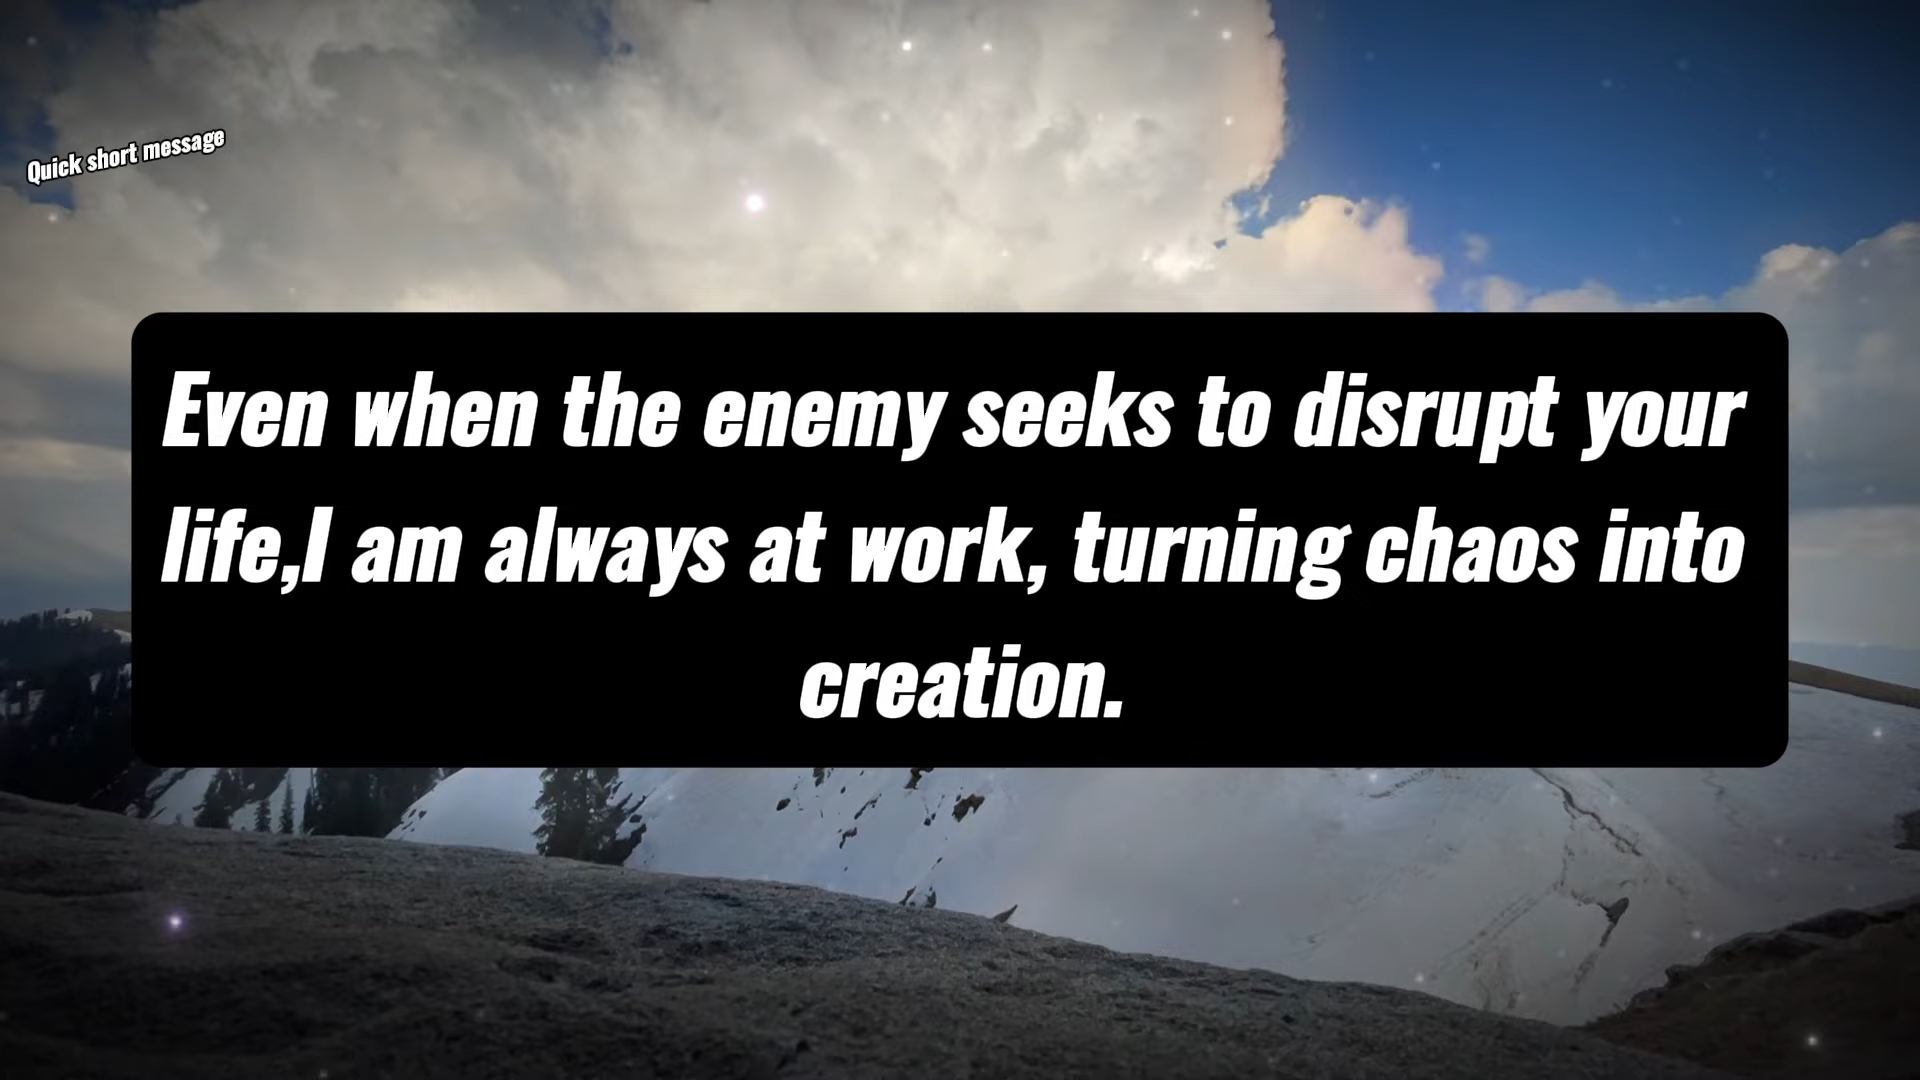 Quick short message
Even when the enemy seeks to disrupt your
life,I am always at work, turning chaos into
creation.